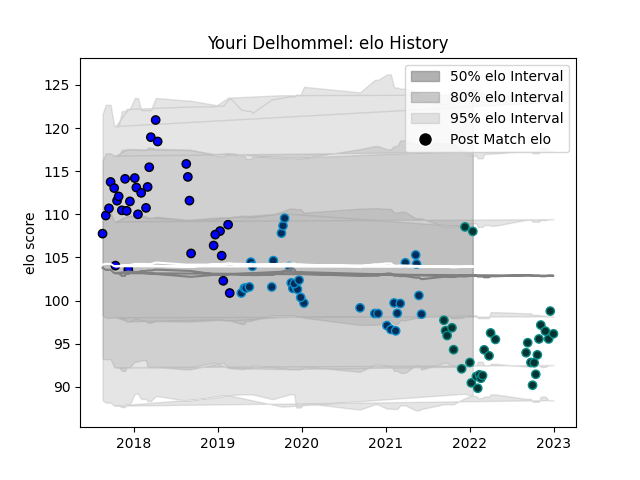 Youri Delhommel: elo History
elo score
125
120
115
110
105
100
95
90
50% elo Interval
80% elo Interval
95% elo Interval
Post Match elo
2018
2019
2020
2021
2022
2023